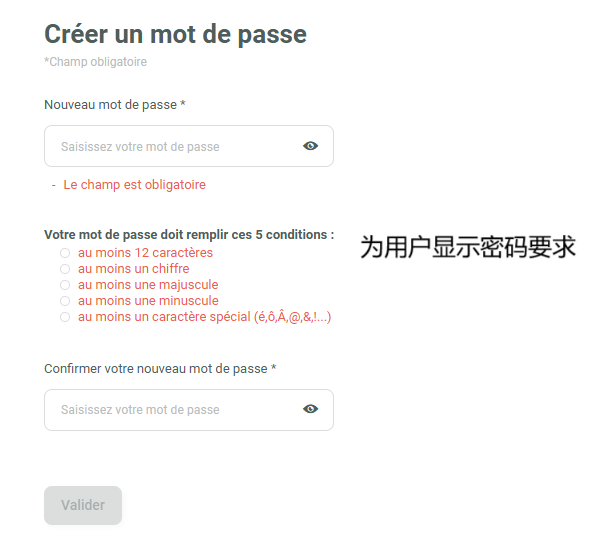 Créer un mot de passe
*Champ obligatoire
Nouveau mot de passe *
Saisissez votre mot de passe
- Le champ est obligatoire
Votre mot de passe doit remplir ces 5 conditions :
为用户显示密码要求
au moins 12 caractères
au moins un chiffre
au moins une majuscule
au moins une minuscule
au moins un caractère spécial (é,ô,Â,@,&,!...)
Confirmer votre nouveau mot de passe *
Saisissez votre mot de passe
Valider